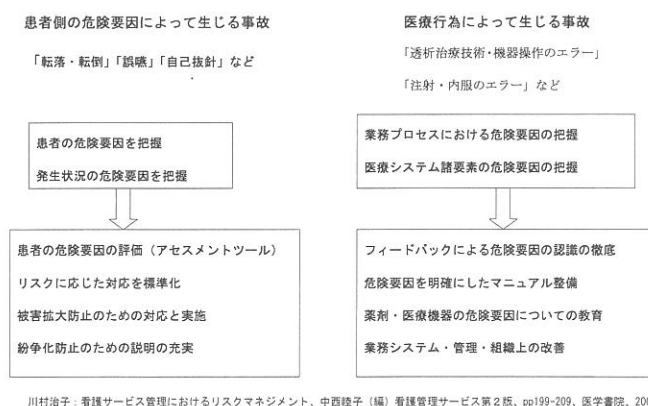 患者側の危険要因によって生じる事故
「転落・転倒」「誤嚥」「自己抜針」など
患者の危険要因を把握
発生状況の危険要因を把握
患者の危険要因の評価（アセスメントツール）
リスクに応じた対応を標準化
被害拡大防止のための対応と実施
紛争化防止のための説明の充実
医療行為によって生じる事故
「透析治療技術・機器操作のエラー」
「注射・内服のエラー」など
業務プロセスにおける危険要因の把握
医療システム諸要素の危険要因の把握
フィードバックによる危険要因の認識の徹底
危険要因を明確にしたマニュアル整備
薬剤・医療機器の危険要因についての教育
業務システム・管理・組織上の改善
川村治子：看護サービス管理におけるリスクマネジメント、中西睦子（編）看護管理サービス第２版、pp199-209、医学書院、